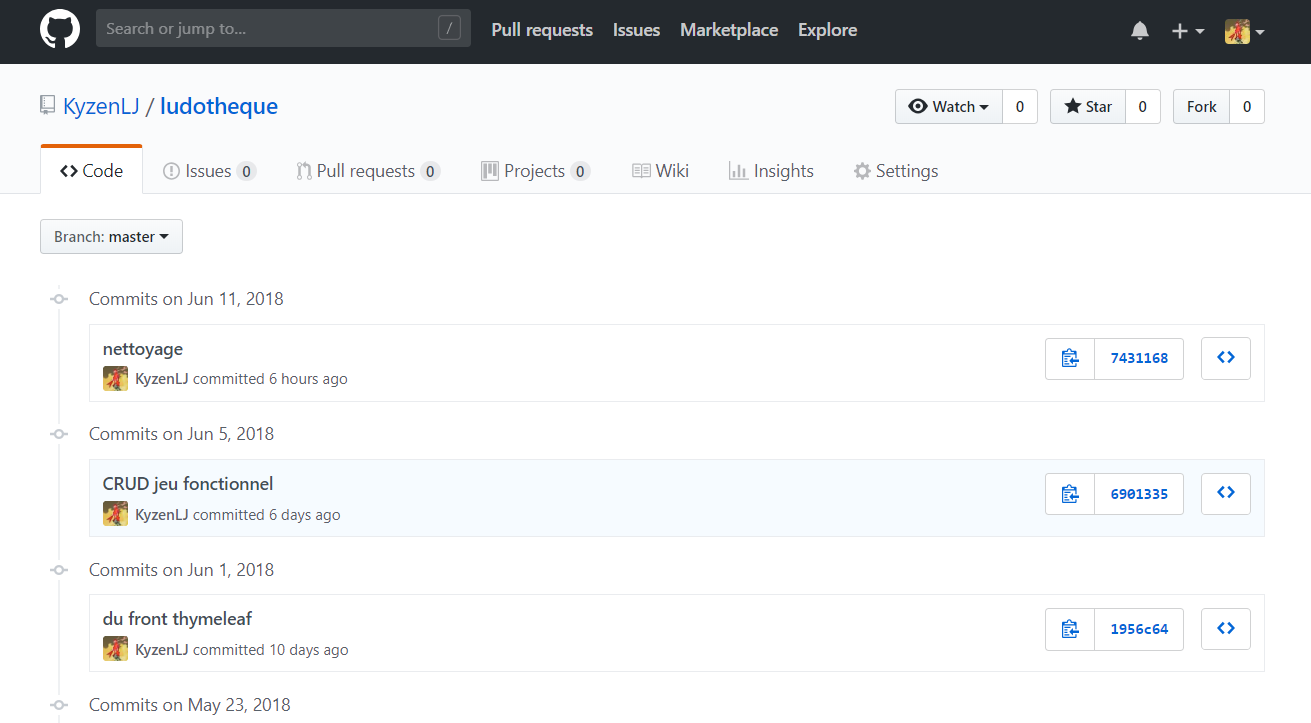 Search or jump to... /
Pull requests Issues Marketplace Explore
KyzenLJ / ludotheque
Watch 0 Star 0 Fork 0
Code Issues 0 Pull requests 0 Projects 0 Wiki Insights Settings
Branch: master
Commits on Jun 11, 2018
nettoyage
KyzenLJ committed 6 hours ago
7431168
Commits on Jun 5, 2018
CRUD jeu fonctionnel
KyzenLJ committed 6 days ago
6901335
Commits on Jun 1, 2018
du front thymeleaf
KyzenLJ committed 10 days ago
1956c64
Commits on May 23, 2018